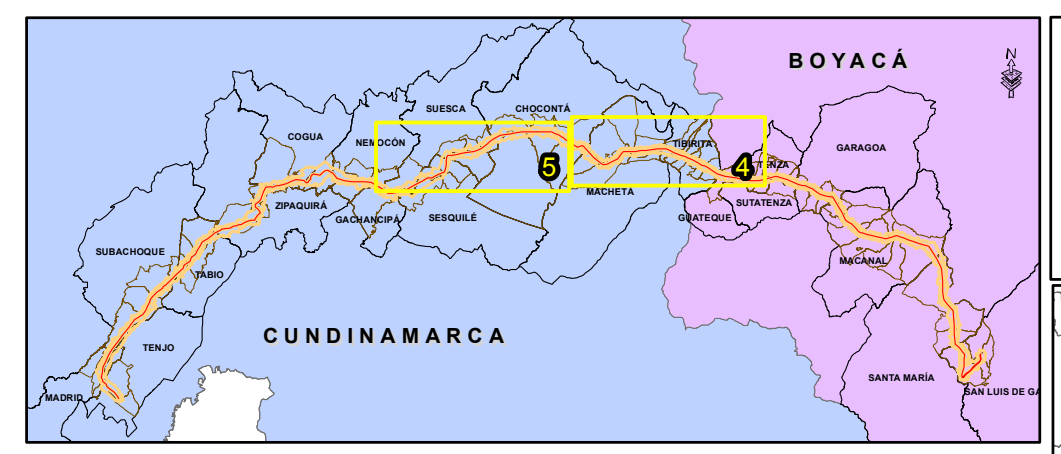 BOYACÁ
N
SUESCA
CHOCONTÁ
COGUA
NEMOCÓN
TIBIRITA
GARAGOA
5
4
TENZA
MACHETA
ZIPAQUIRÁ
SUTATENZA
GACHANCIPÁ
SESQUILÉ
GUATEQUE
SUBACHOQUE
MACANAL
TABIO
CUNDINAMARCA
TENJO
SANTA MARÍA
SAN LUIS DE GA
MADRID